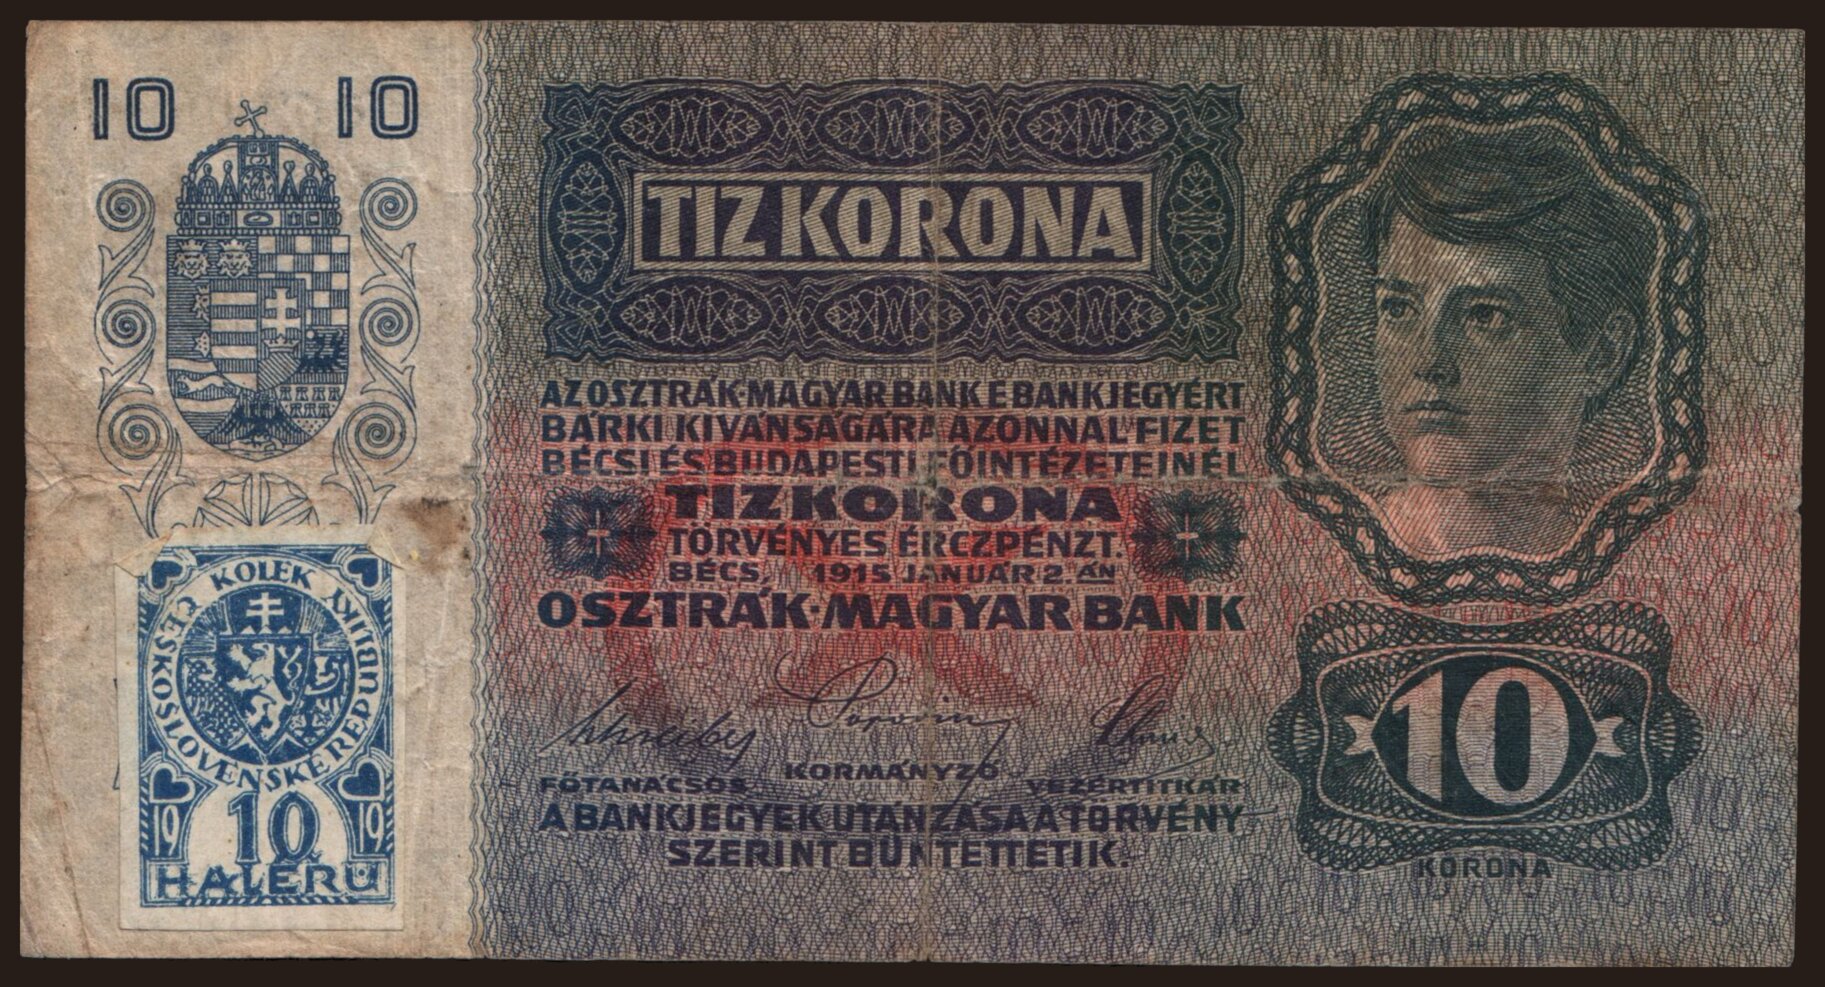 10 10
TIZ KORONA
AZ OSZTRÁK-MAGYAR BANK E BANKJEGYÉRT
BÁRKI KIVÁNSÁGÁRA AZONNAL FIZET
BÉCSI ÉS BUDAPESTI FŐINTÉZETEINÉL
TIZ KORONA
TÖRVÉNYES ÉRCZPÉNZT.
BÉCS, 1915 JANUÁR 2.ÁN
OSZTRÁK-MAGYAR BANK
FŐTANÁCSOS KORMÁNYZÓ VEZÉRTITKÁR
A BANKJEGYEK UTÁNZÁSA A TÖRVÉNY
SZERINT BÜNTETTETIK.
10
KORONA
KOLEK
ČESKOSLOVENSKÉ REPUBLIKY
19 10 19
HALÉŘŮ